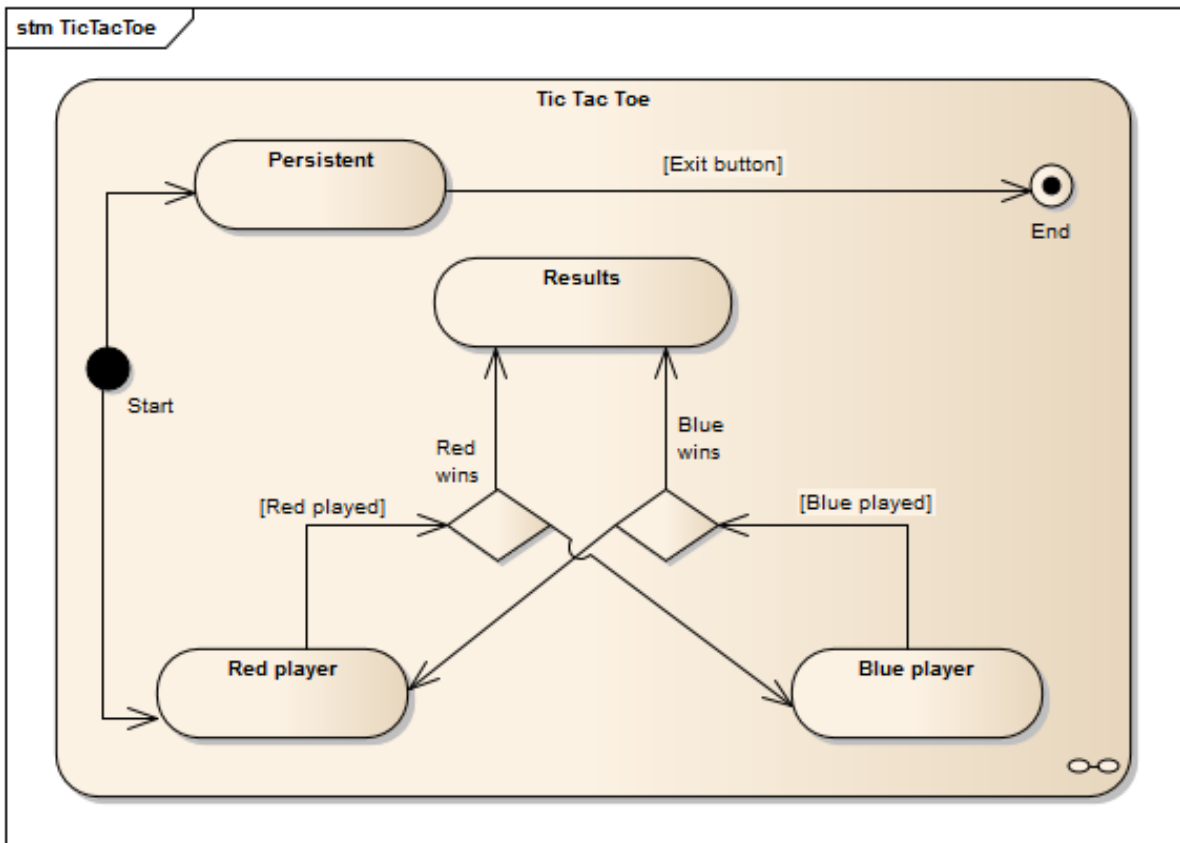 stm TicTacToe
Tic Tac Toe
Persistent
[Exit button]
End
Results
Start
Red
wins
Blue
wins
[Red played]
[Blue played]
Red player
Blue player